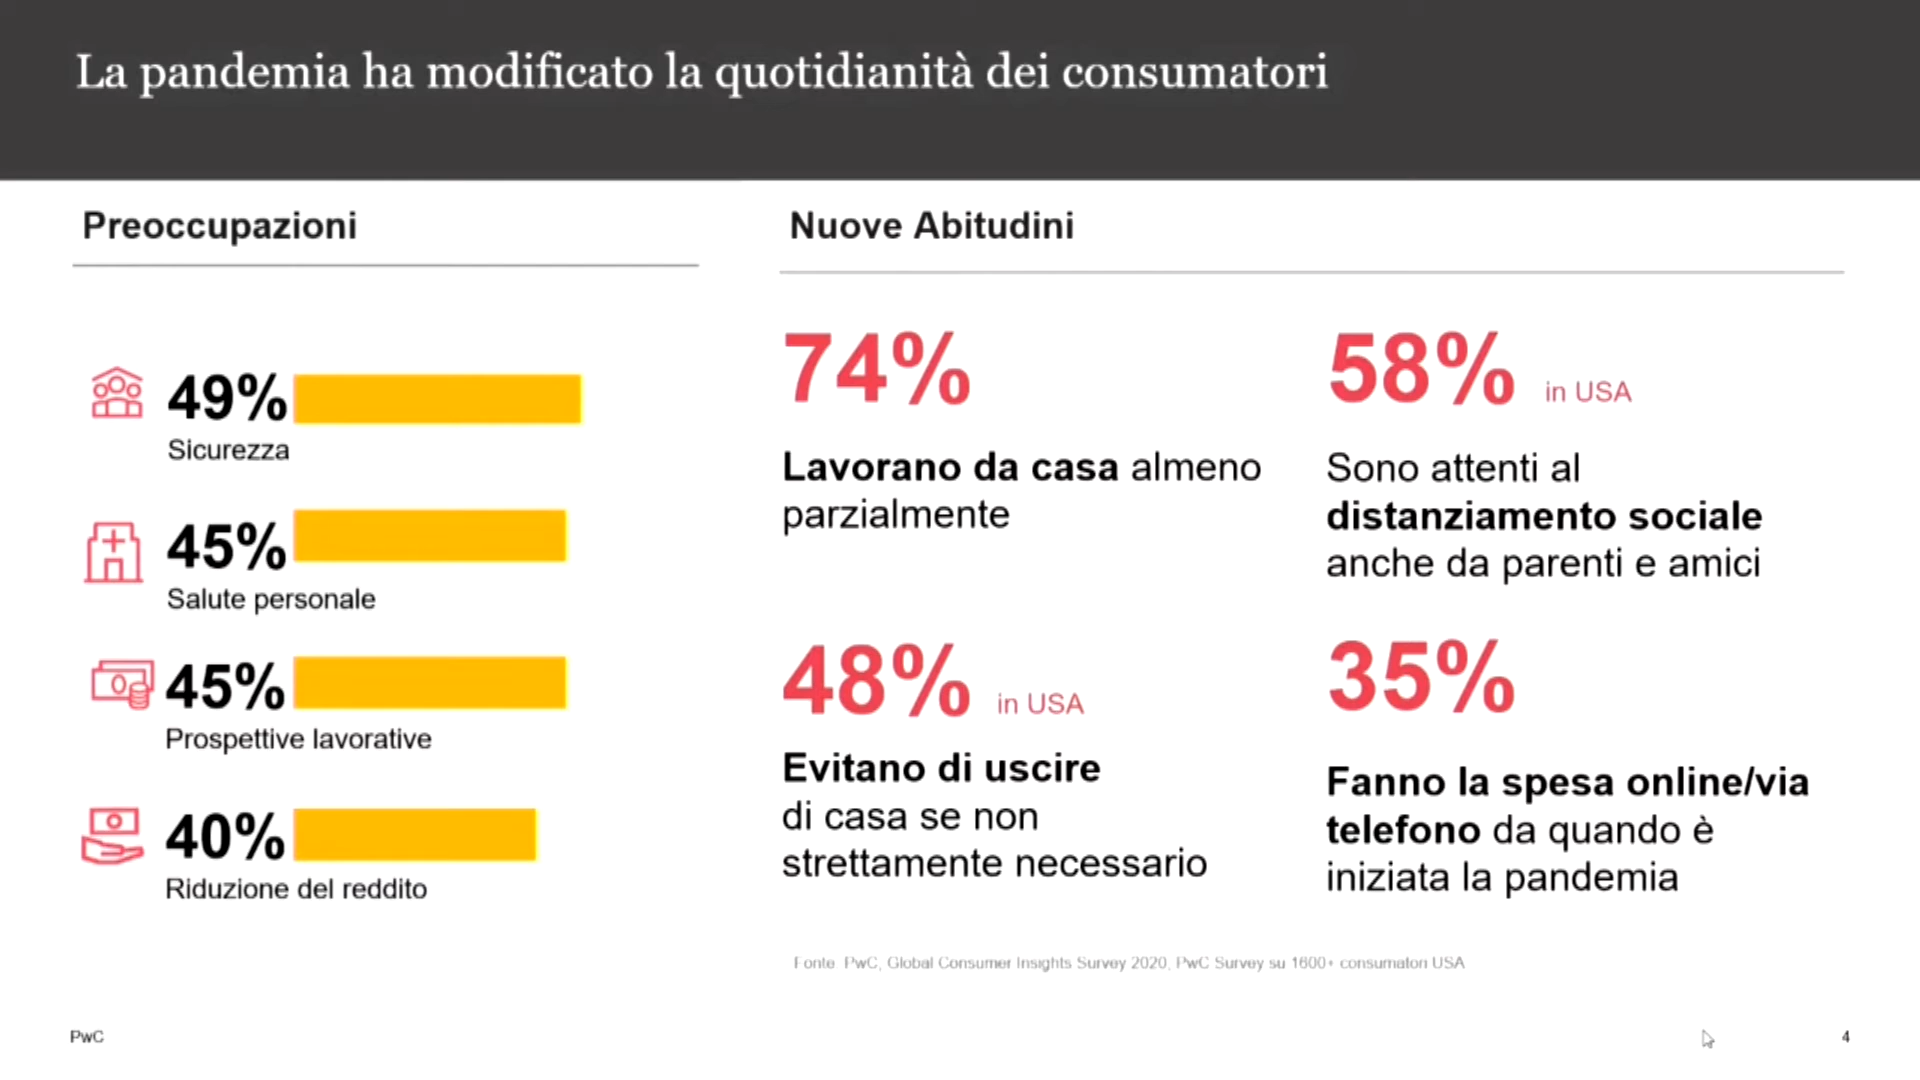 La pandemia ha modificato la quotidianità dei consumatori
Preoccupazioni
49%
Sicurezza
45%
Salute personale
45%
Prospettive lavorative
40%
Riduzione del reddito
Nuove Abitudini
74%
Lavorano da casa almeno
parzialmente
58% in USA
Sono attenti al
distanziamento sociale
anche da parenti e amici
48% in USA
Evitano di uscire
di casa se non
strettamente necessario
35%
Fanno la spesa online/via
telefono da quando è
iniziata la pandemia
Fonte: PwC, Global Consumer Insights Survey 2020, PwC Survey su 1600+ consumatori USA
PwC
4